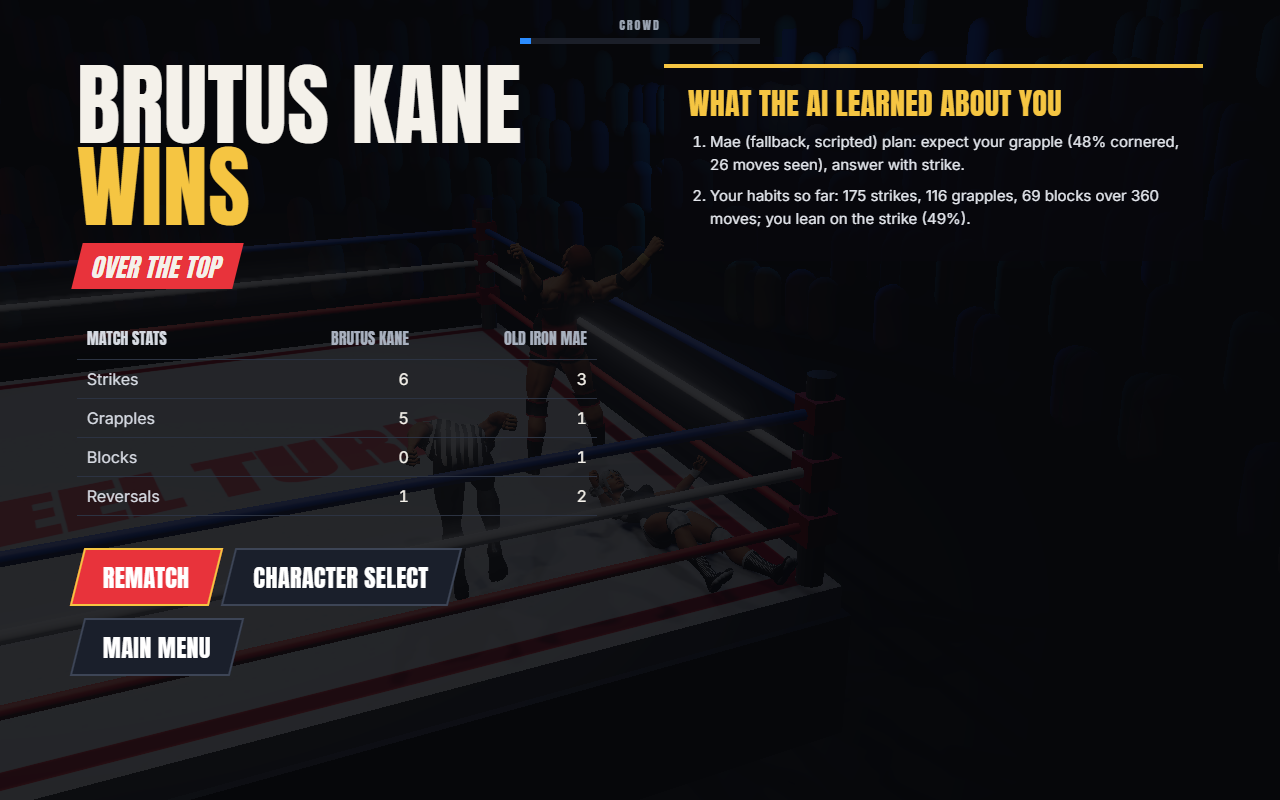 CROWD
BRUTUS KANE
WINS
OVER THE TOP
WHAT THE AI LEARNED ABOUT YOU
1. Mae (fallback, scripted) plan: expect your grapple (48% cornered,
26 moves seen), answer with strike.
2. Your habits so far: 175 strikes, 116 grapples, 69 blocks over 360
moves; you lean on the strike (49%).
MATCH STATS BRUTUS KANE OLD IRON MAE
Strikes 6 3
Grapples 5 1
Blocks 0 1
Reversals 1 2
EEL TUR
REMATCH CHARACTER SELECT
MAIN MENU